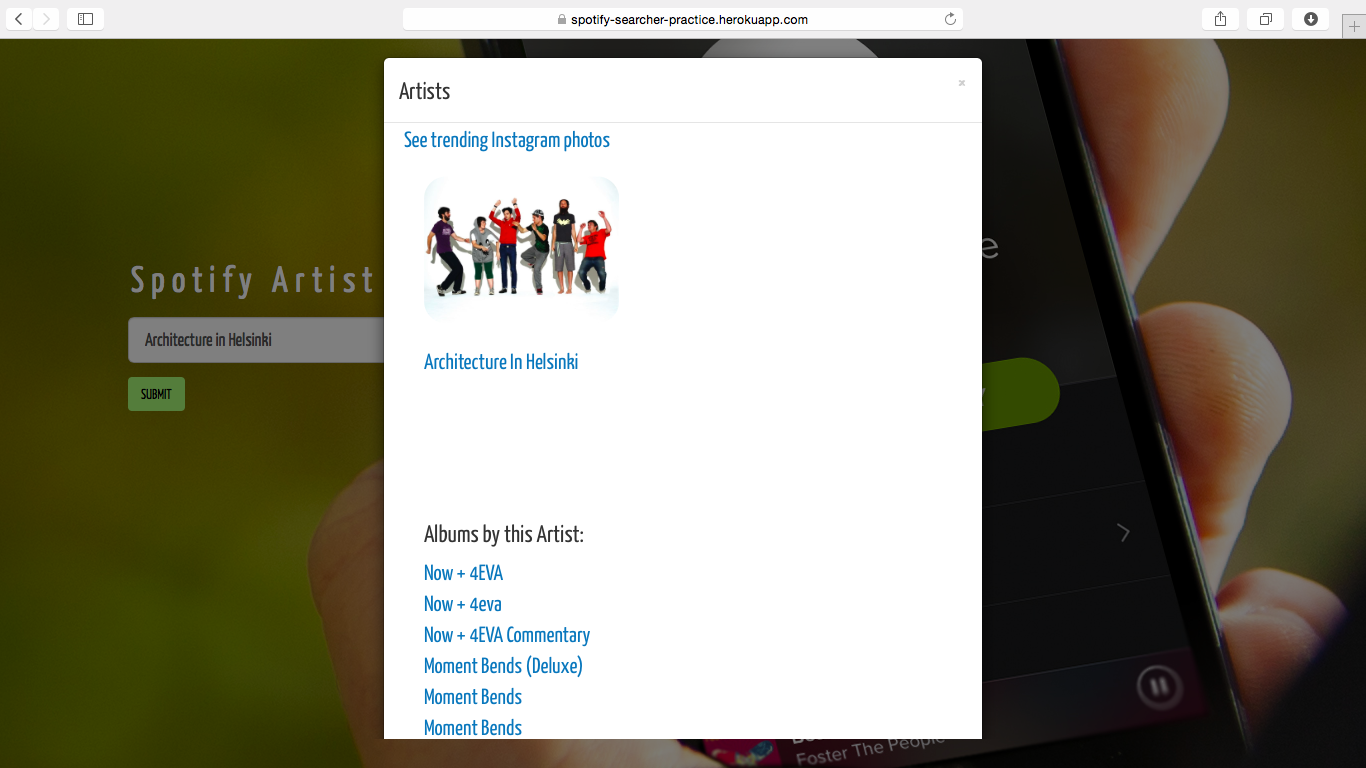 spotify-searcher-practice.herokuapp.com
Artists
×
See trending Instagram photos
Spotify Artist
Architecture in Helsinki
SUBMIT
Architecture In Helsinki
Albums by this Artist:
Now + 4EVA
Now + 4eva
Now + 4EVA Commentary
Moment Bends (Deluxe)
Moment Bends
Moment Bends
Foster The People